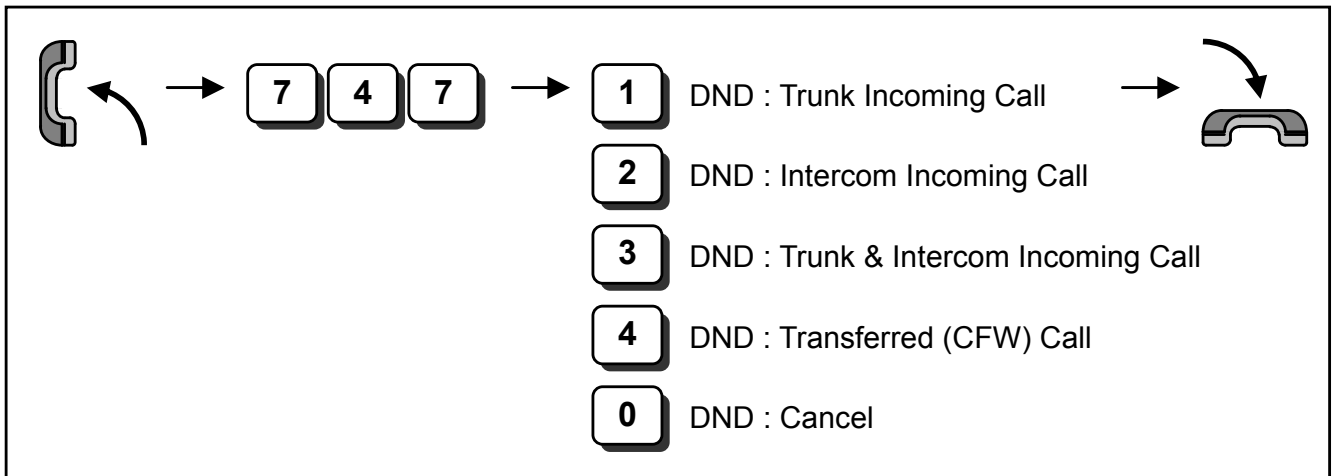 7 4 7 1 DND : Trunk Incoming Call
2 DND : Intercom Incoming Call
3 DND : Trunk & Intercom Incoming Call
4 DND : Transferred (CFW) Call
0 DND : Cancel